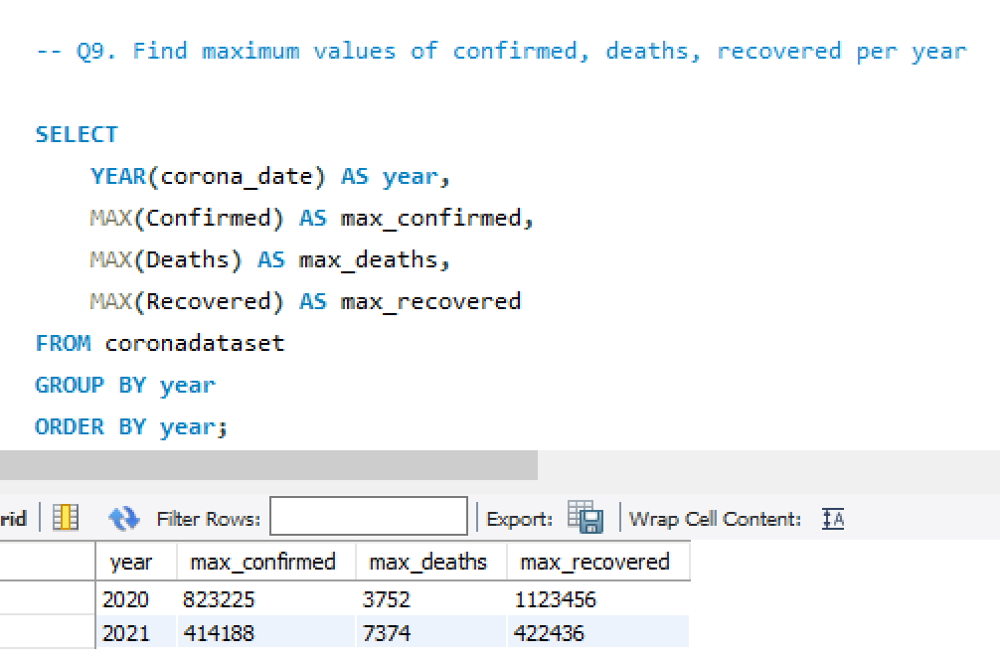 -- Q9. Find maximum values of confirmed, deaths, recovered per year
SELECT
YEAR(corona_date) AS year,
MAX(Confirmed) AS max_confirmed,
MAX(Deaths) AS max_deaths,
MAX(Recovered) AS max_recovered
FROM coronadataset
GROUP BY year
ORDER BY year;
rid Filter Rows: Export: Wrap Cell Content: IA
year max_confirmed max_deaths max_recovered
2020 823225 3752 1123456
2021 414188 7374 422436